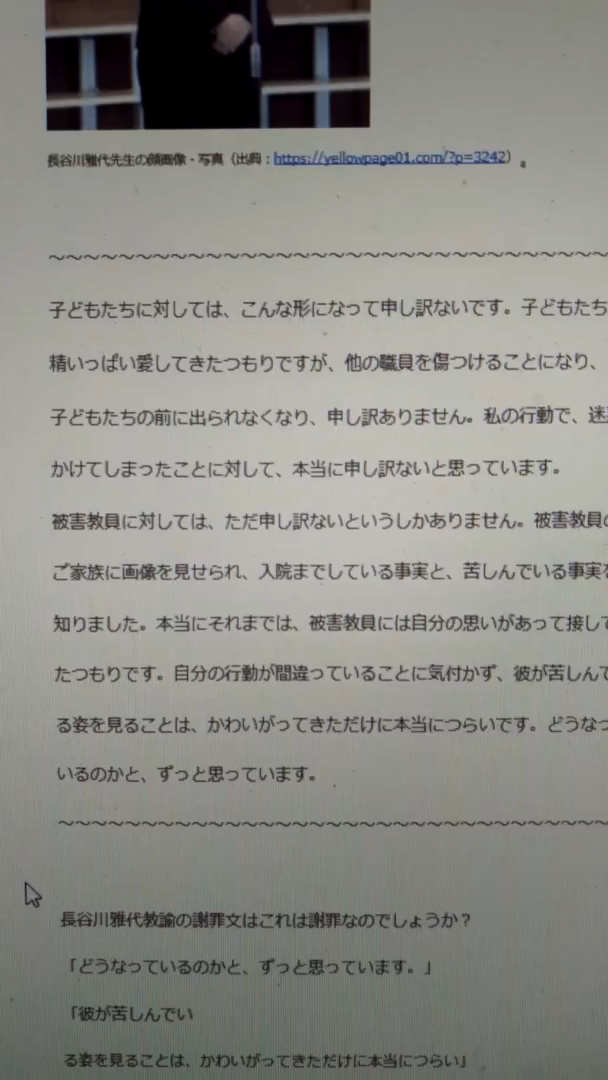 長谷川雅代先生の顔画像・写真（出典：https://yellowpage01.com/?p=3242）。
～～～～～～～～～～～～～～～～～～～～～～～～～～～～～～～～
子どもたちに対しては、こんな形になって申し訳ないです。子どもたち
精いっぱい愛してきたつもりですが、他の職員を傷つけることになり、
子どもたちの前に出られなくなり、申し訳ありません。私の行動で、迷
かけてしまったことに対して、本当に申し訳ないと思っています。
被害教員に対しては、ただ申し訳ないというしかありません。被害教員の
ご家族に画像を見せられ、入院までしている事実と、苦しんでいる事実を
知りました。本当にそれまでは、被害教員には自分の思いがあって接して
たつもりです。自分の行動が間違っていることに気付かず、彼が苦しんで
る姿を見ることは、かわいがってきただけに本当につらいです。どうなっ
いるのかと、ずっと思っています。
～～～～～～～～～～～～～～～～～～～～～～～～～～～～～～～～
長谷川雅代教諭の謝罪文はこれは謝罪なのでしょうか？
「どうなっているのかと、ずっと思っています。」
「彼が苦しんでい
る姿を見ることは、かわいがってきただけに本当につらい」